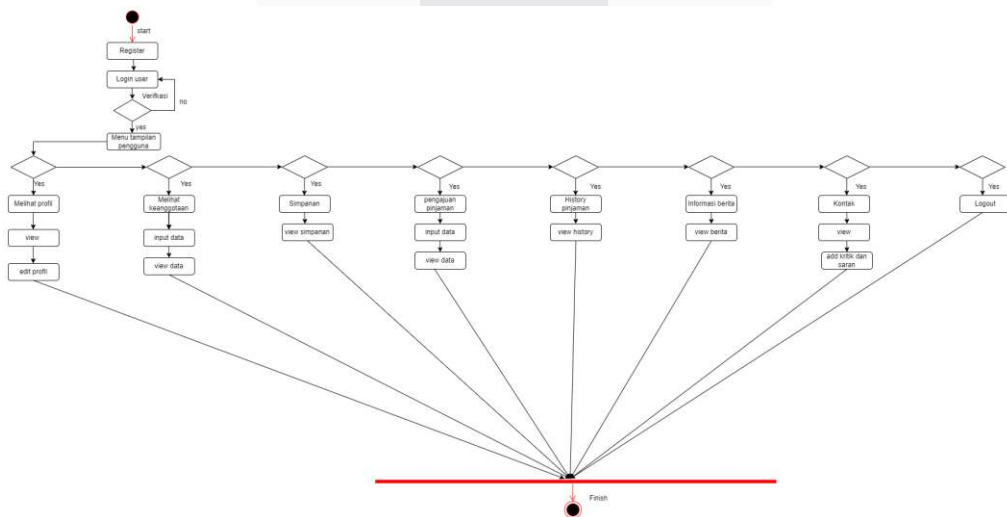 start
Register
Login user
Verifikasi
no
yes
Menu tampilan
pengguna
Yes
Yes
Yes
Yes
Yes
Yes
Yes
Yes
Melihat profil
Melihat
keanggotaan
Simpanan
pengajuan
pinjaman
History
pinjaman
Informasi berita
Kontak
Logout
view
input data
view simpanan
input data
view history
view berita
view
edit profil
view data
view data
add kritik dan
saran
Finish